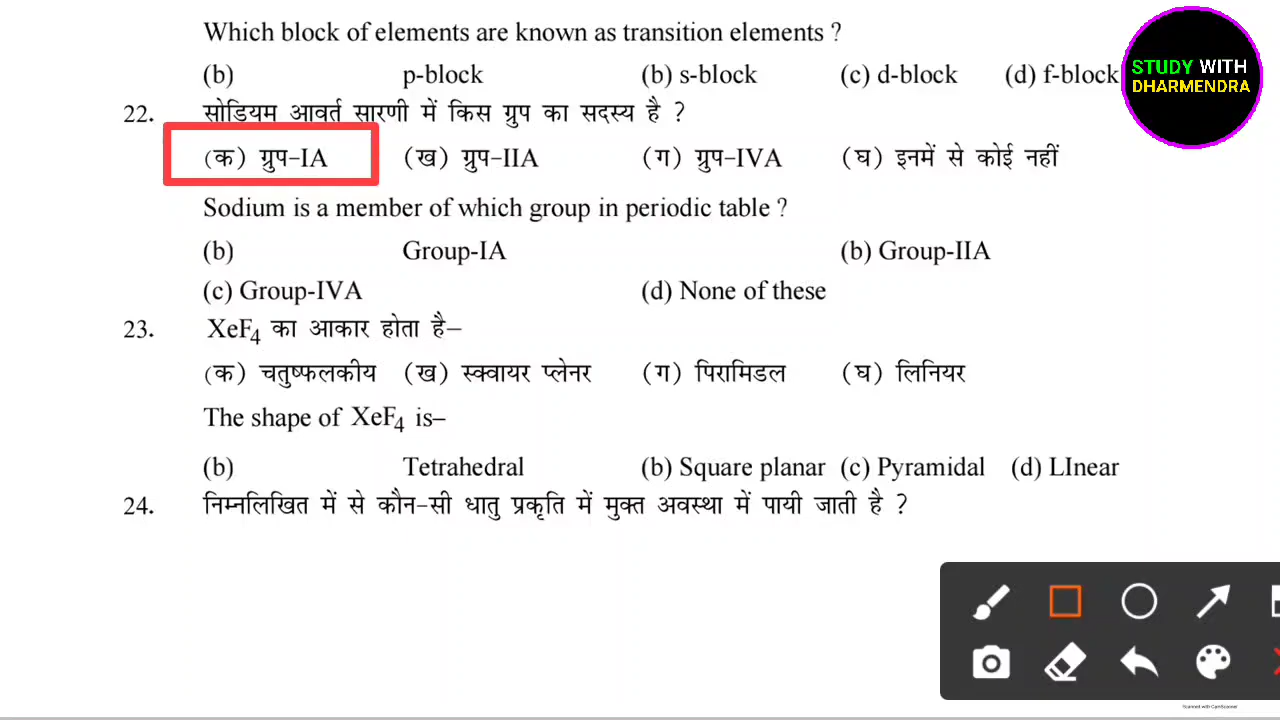 Which block of elements are known as transition elements ?
(b) p-block (b) s-block (c) d-block (d) f-block
STUDY WITH
DHARMENDRA
22. सोडियम आवर्त सारणी में किस ग्रुप का सदस्य है ?
(क) ग्रुप-IA (ख) ग्रुप-IIA (ग) ग्रुप-IVA (घ) इनमें से कोई नहीं
Sodium is a member of which group in periodic table ?
(b) Group-IA (b) Group-IIA
(c) Group-IVA (d) None of these
23. XeF₄ का आकार होता है–
(क) चतुष्फलकीय (ख) स्क्वायर प्लेनर (ग) पिरामिडल (घ) लिनियर
The shape of XeF₄ is–
(b) Tetrahedral (b) Square planar (c) Pyramidal (d) LInear
24. निम्नलिखित में से कौन-सी धातु प्रकृति में मुक्त अवस्था में पायी जाती है ?
Scanned with CamScanner